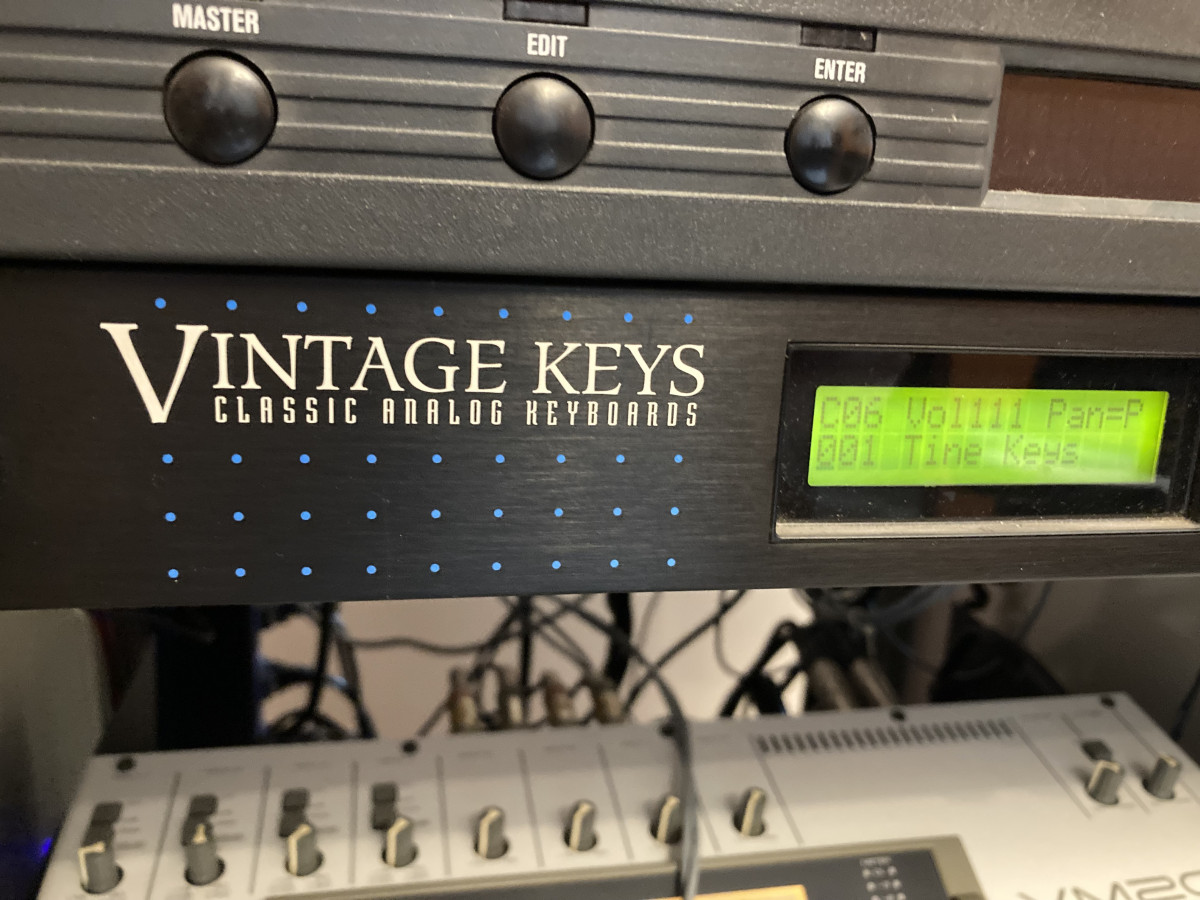 MASTER
EDIT
ENTER
VINTAGE KEYS
CLASSIC ANALOG KEYBOARDS
C06 Vol111 Pan=P
001 Tine Keys